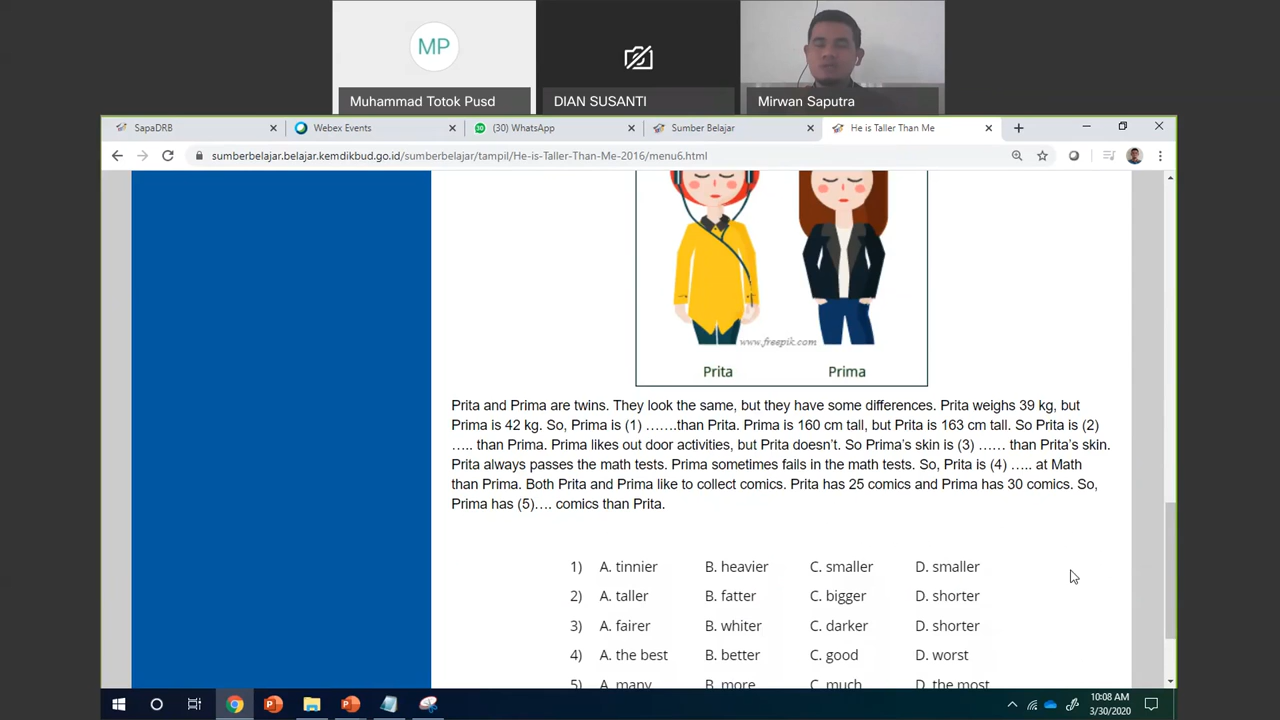 MP
Muhammad Totok Pusd
DIAN SUSANTI
Mirwan Saputra
SapaDRB
Webex Events
(30) WhatsApp
Sumber Belajar
He is Taller Than Me
sumberbelajar.belajar.kemdikbud.go.id/sumberbelajar/tampil/He-is-Taller-Than-Me-2016/menu6.html
www.freepik.com
Prita Prima
Prita and Prima are twins. They look the same, but they have some differences. Prita weighs 39 kg, but
Prima is 42 kg. So, Prima is (1) …….than Prita. Prima is 160 cm tall, but Prita is 163 cm tall. So Prita is (2)
….. than Prima. Prima likes out door activities, but Prita doesn't. So Prima's skin is (3) …… than Prita's skin.
Prita always passes the math tests. Prima sometimes fails in the math tests. So, Prita is (4) ….. at Math
than Prima. Both Prita and Prima like to collect comics. Prita has 25 comics and Prima has 30 comics. So,
Prima has (5)…. comics than Prita.
1) A. tinnier B. heavier C. smaller D. smaller
2) A. taller B. fatter C. bigger D. shorter
3) A. fairer B. whiter C. darker D. shorter
4) A. the best B. better C. good D. worst
5) A. many B. more C. much D. the most
10:08 AM
3/30/2020